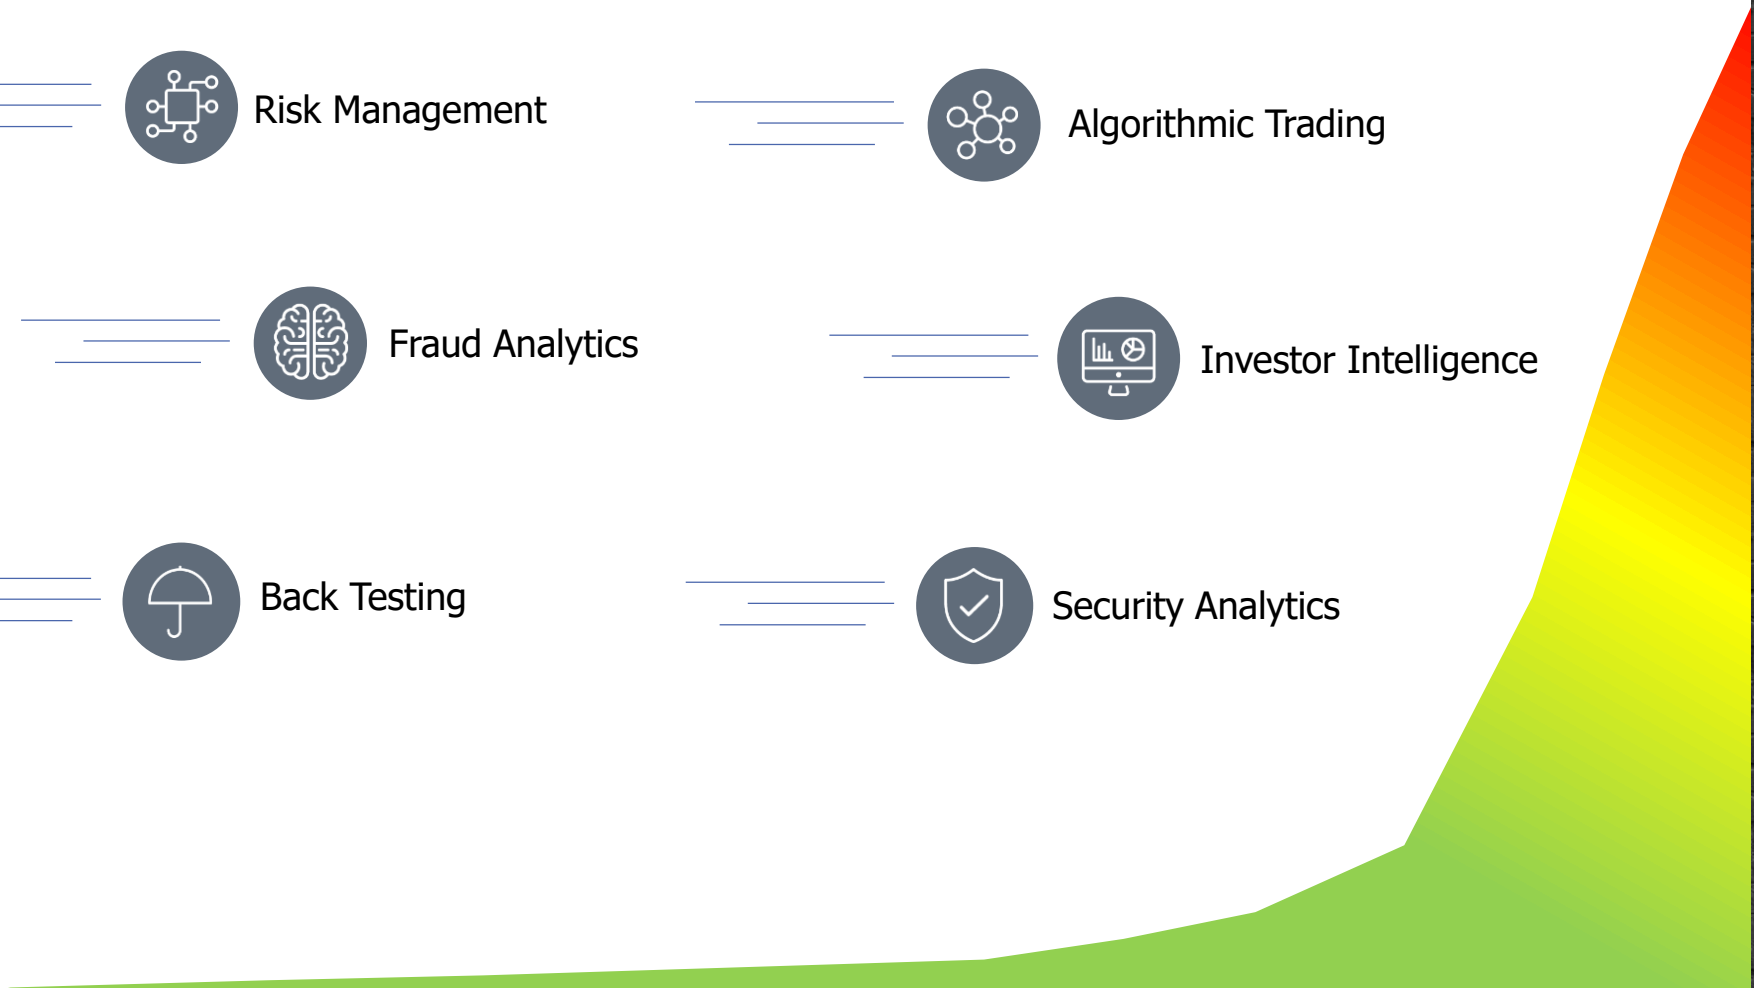 Risk Management
Algorithmic Trading
Fraud Analytics
Investor Intelligence
Back Testing
Security Analytics